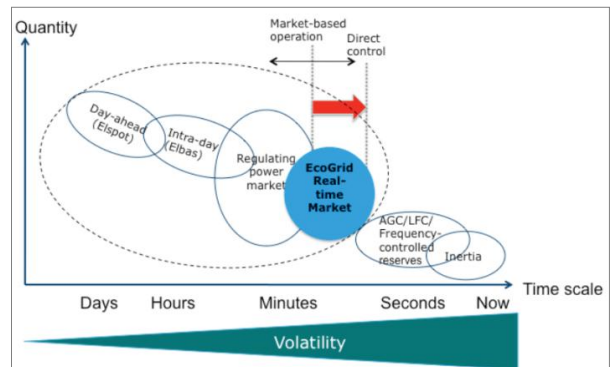 Quantity
Market-based
operation
Direct
control
Day-ahead
(Elspot)
Intra-day
(Elbas)
Regulating
power
market
EcoGrid
Real-
time
Market
AGC/LFC/
Frequency-
controlled
reserves
Inertia
Days Hours Minutes Seconds Now Time scale
Volatility